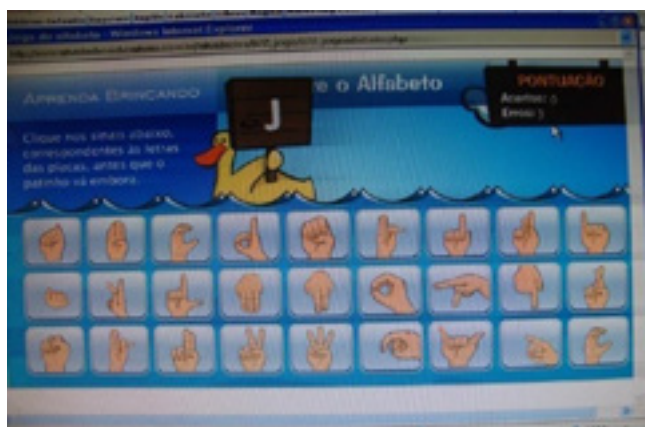 do alfabeto - Windows Internet Explorer
APRENDA BRINCANDO
J
o Alfabeto
PONTUAÇÃO
Acertos: 0
Erros: 3
Clique nos sinais abaixo,
correspondentes às letras
das placas, antes que o
patinho vá embora.